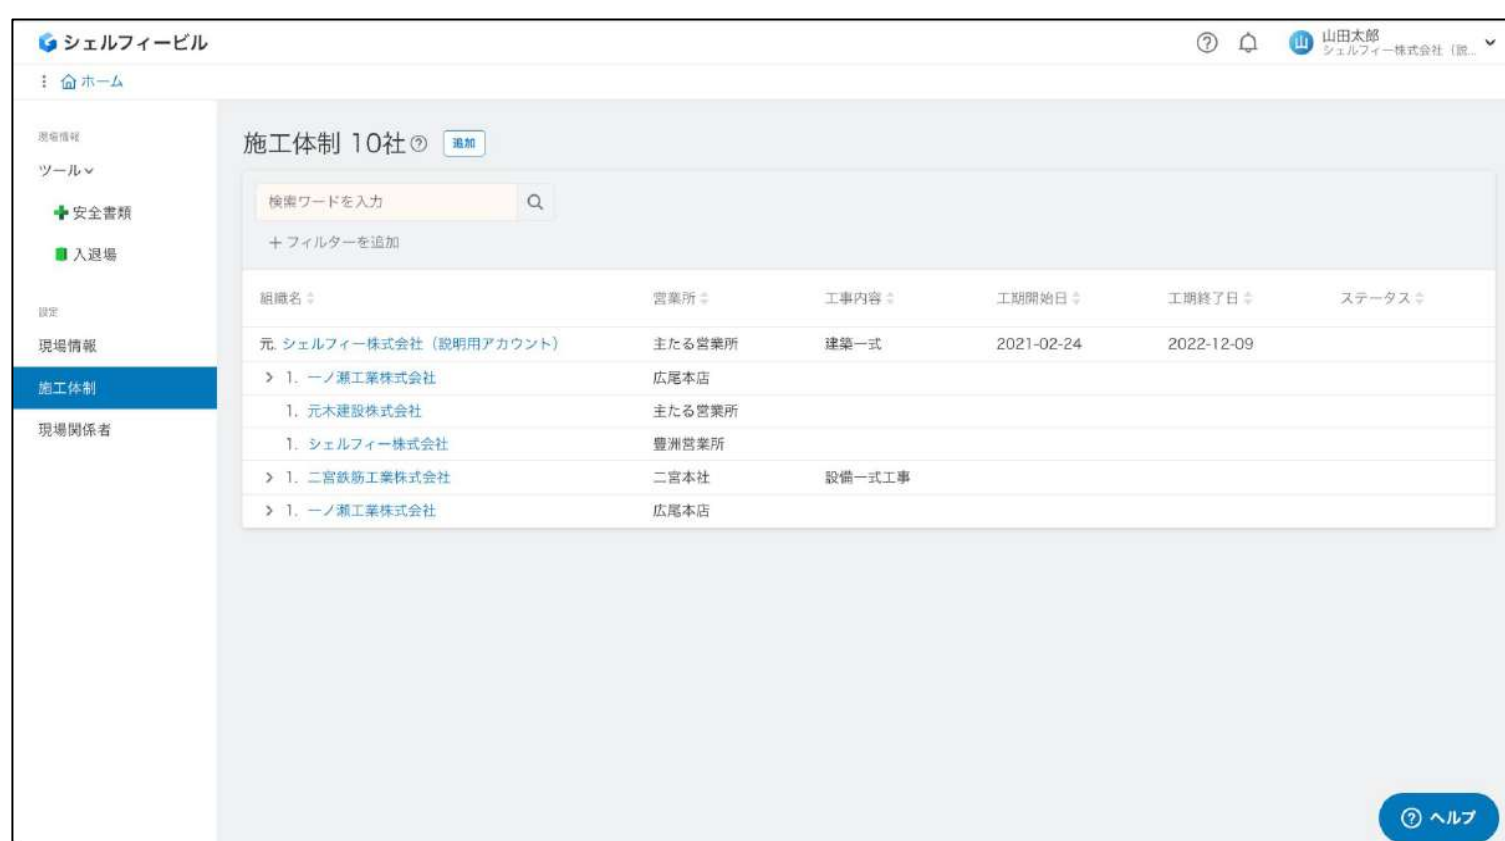 シェルフィービル
山田太郎
シェルフィー株式会社（説...
ホーム
現場情報
ツール
安全書類
入退場
設定
現場情報
施工体制
現場関係者
施工体制 10社
追加
検索ワードを入力
＋フィルターを追加
組織名 営業所 工事内容 工期開始日 工期終了日 ステータス
元. シェルフィー株式会社（説明用アカウント） 主たる営業所 建築一式 2021-02-24 2022-12-09
1. 一ノ瀬工業株式会社 広尾本店
1. 元木建設株式会社 主たる営業所
1. シェルフィー株式会社 豊洲営業所
1. 二宮鉄筋工業株式会社 二宮本社 設備一式工事
1. 一ノ瀬工業株式会社 広尾本店
ヘルプ